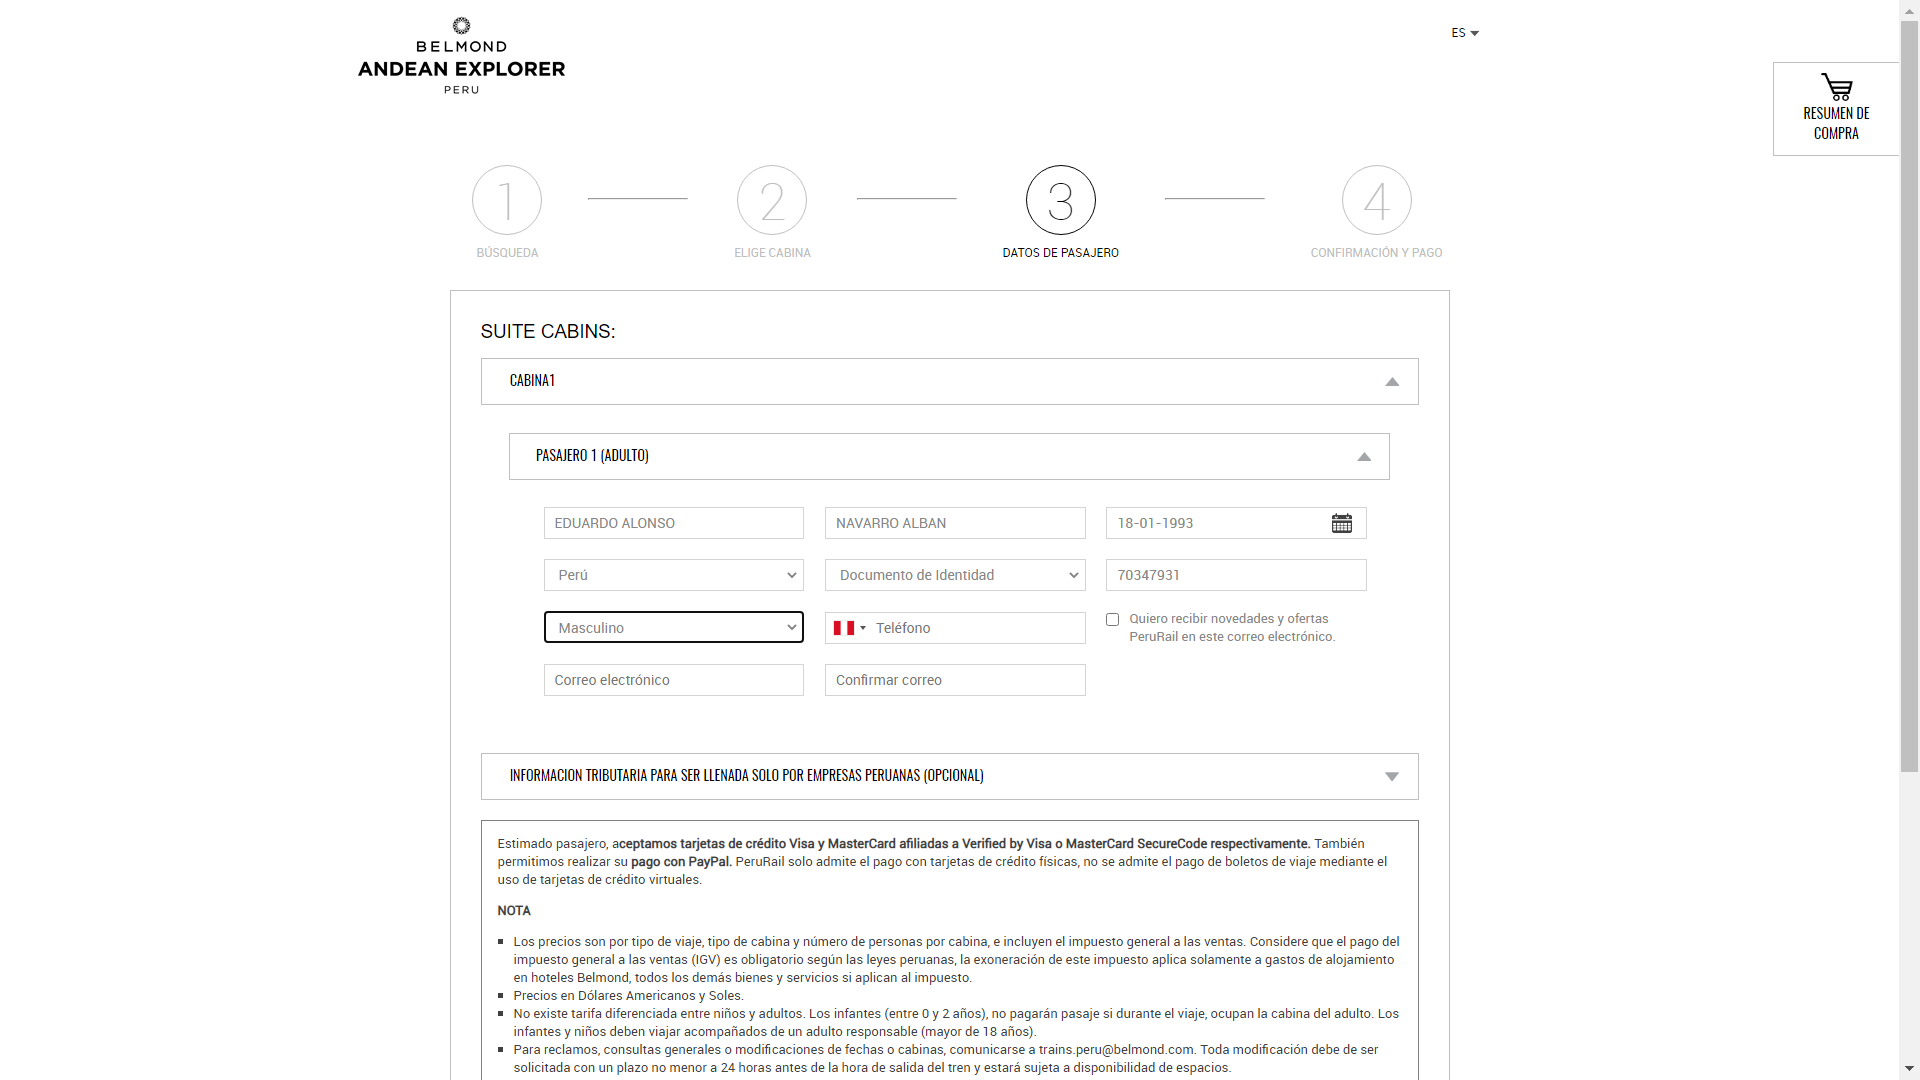 BELMOND
ANDEAN EXPLORER
PERU
ES
RESUMEN DE
COMPRA
1
2
3
4
BÚSQUEDA
ELIGE CABINA
DATOS DE PASAJERO
CONFIRMACIÓN Y PAGO
SUITE CABINS:
CABINA1
PASAJERO 1 (ADULTO)
EDUARDO ALONSO
NAVARRO ALBAN
18-01-1993
Perú
Documento de Identidad
70347931
Masculino
Teléfono
Quiero recibir novedades y ofertas
PeruRail en este correo electrónico.
Correo electrónico
Confirmar correo
INFORMACION TRIBUTARIA PARA SER LLENADA SOLO POR EMPRESAS PERUANAS (OPCIONAL)
Estimado pasajero, aceptamos tarjetas de crédito Visa y MasterCard afiliadas a Verified by Visa o MasterCard SecureCode respectivamente. También
permitimos realizar su pago con PayPal. PeruRail solo admite el pago con tarjetas de crédito físicas, no se admite el pago de boletos de viaje mediante el
uso de tarjetas de crédito virtuales.
NOTA
Los precios son por tipo de viaje, tipo de cabina y número de personas por cabina, e incluyen el impuesto general a las ventas. Considere que el pago del
impuesto general a las ventas (IGV) es obligatorio según las leyes peruanas, la exoneración de este impuesto aplica solamente a gastos de alojamiento
en hoteles Belmond, todos los demás bienes y servicios si aplican al impuesto.
Precios en Dólares Americanos y Soles.
No existe tarifa diferenciada entre niños y adultos. Los infantes (entre 0 y 2 años), no pagarán pasaje si durante el viaje, ocupan la cabina del adulto. Los
infantes y niños deben viajar acompañados de un adulto responsable (mayor de 18 años).
Para reclamos, consultas generales o modificaciones de fechas o cabinas, comunicarse a trains.peru@belmond.com. Toda modificación debe de ser
solicitada con un plazo no menor a 24 horas antes de la hora de salida del tren y estará sujeta a disponibilidad de espacios.